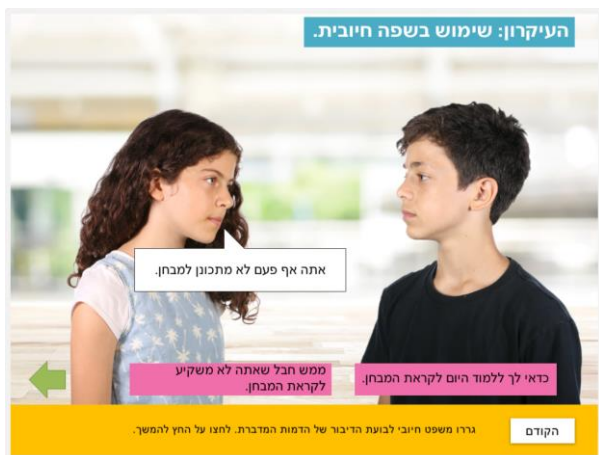 העיקרון: שימוש בשפה חיובית.
אתה אף פעם לא מתכונן למבחן.
כדאי לך ללמוד היום לקראת המבחן.
ממש חבל שאתה לא משקיע
לקראת המבחן.
הקודם
גררו משפט חיובי לבועת הדיבור של הדמות המדברת. לחצו על החץ להמשך.